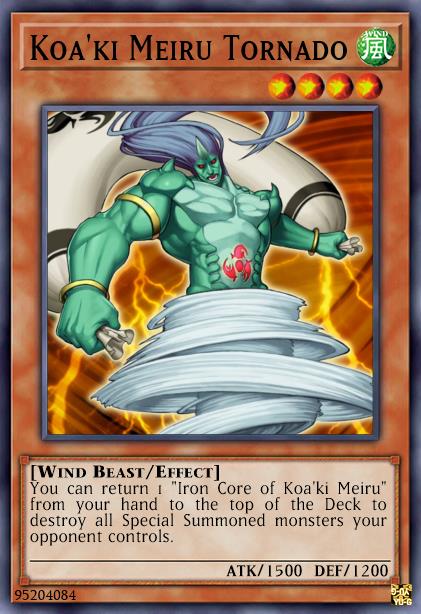 Koa'ki Meiru Tornado
WIND
風
[Wind Beast/Effect]
You can return 1 "Iron Core of Koa'ki Meiru"
from your hand to the top of the Deck to
destroy all Special Summoned monsters your
opponent controls.
ATK/1500 DEF/1200
95204084